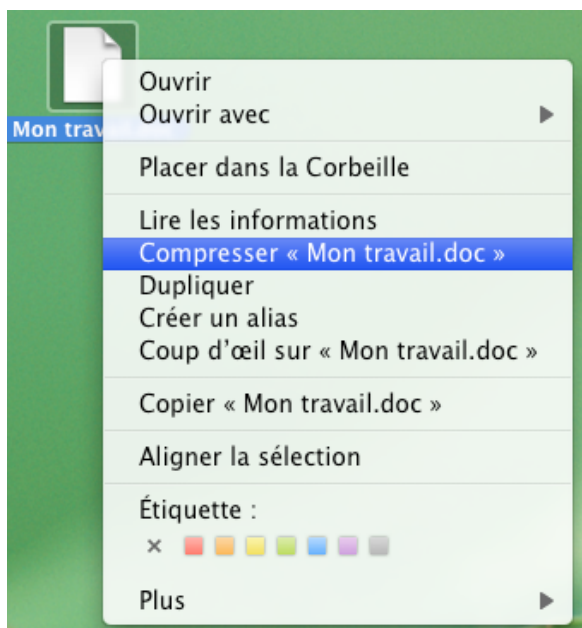 Mon trav
Ouvrir
Ouvrir avec
Placer dans la Corbeille
Lire les informations
Compresser « Mon travail.doc »
Dupliquer
Créer un alias
Coup d’œil sur « Mon travail.doc »
Copier « Mon travail.doc »
Aligner la sélection
Étiquette :
×
Plus